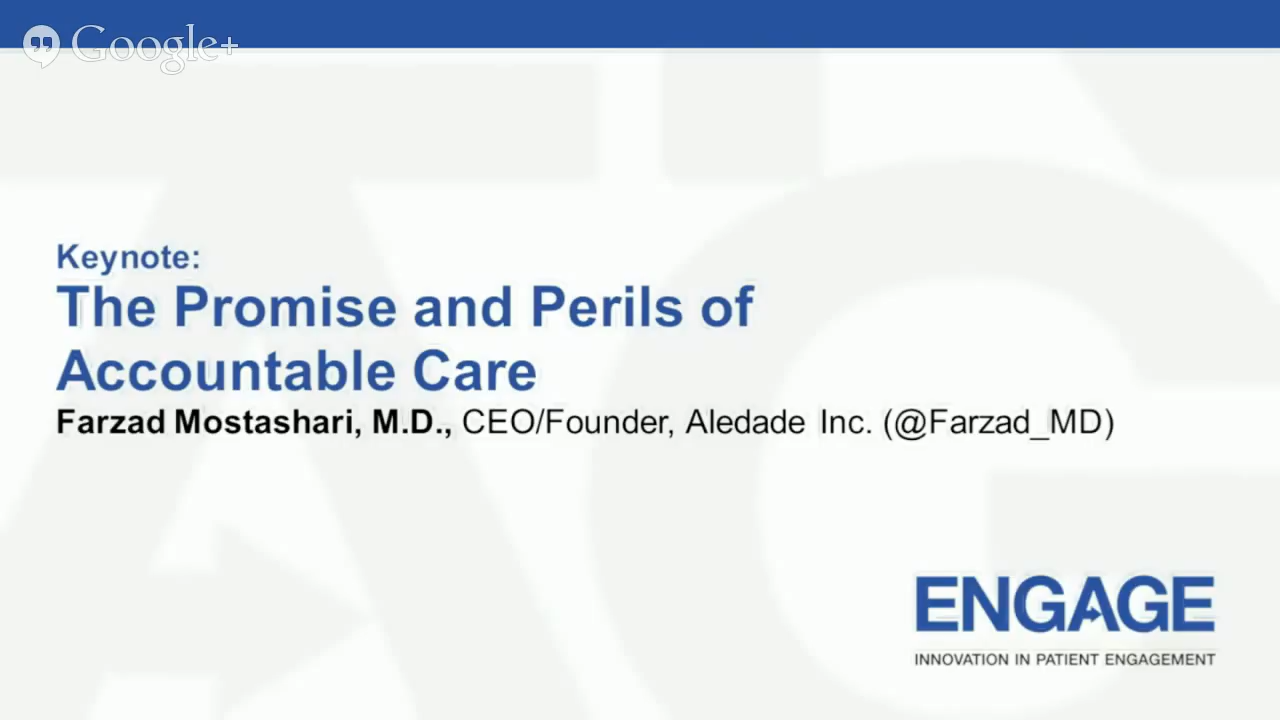 Google+
Keynote:
The Promise and Perils of
Accountable Care
Farzad Mostashari, M.D., CEO/Founder, Aledade Inc. (@Farzad_MD)
ENGAGE
INNOVATION IN PATIENT ENGAGEMENT